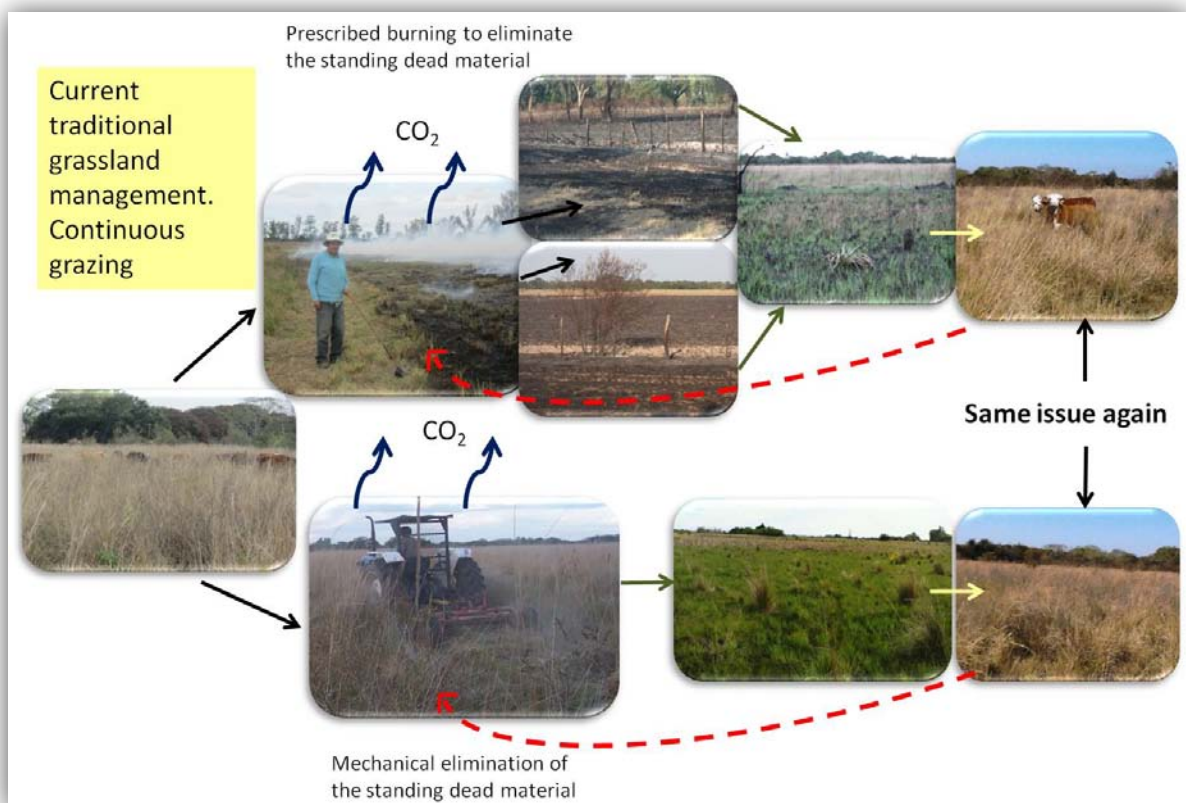 Prescribed burning to eliminate
the standing dead material
Current
traditional
grassland
management.
Continuous
grazing
CO₂
Same issue again
CO₂
Mechanical elimination of
the standing dead material